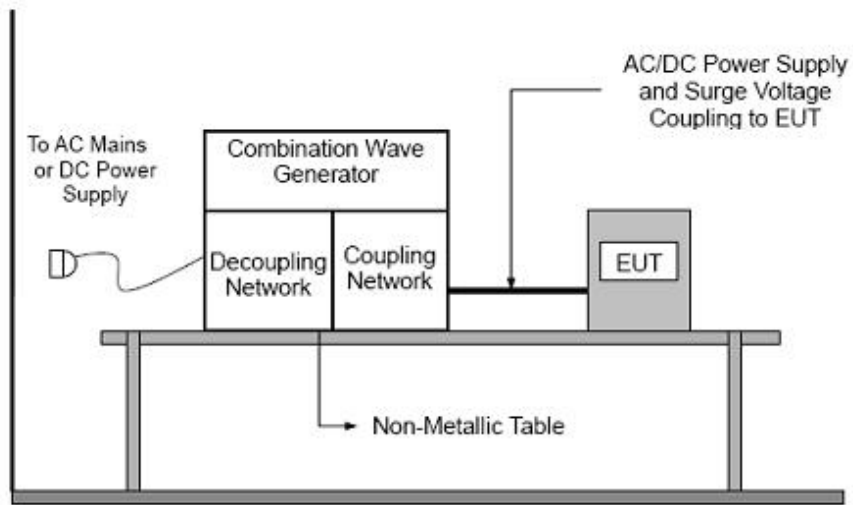 AC/DC Power Supply
and Surge Voltage
Coupling to EUT
To AC Mains
or DC Power
Supply
Combination Wave
Generator
Decoupling
Network
Coupling
Network
EUT
Non-Metallic Table